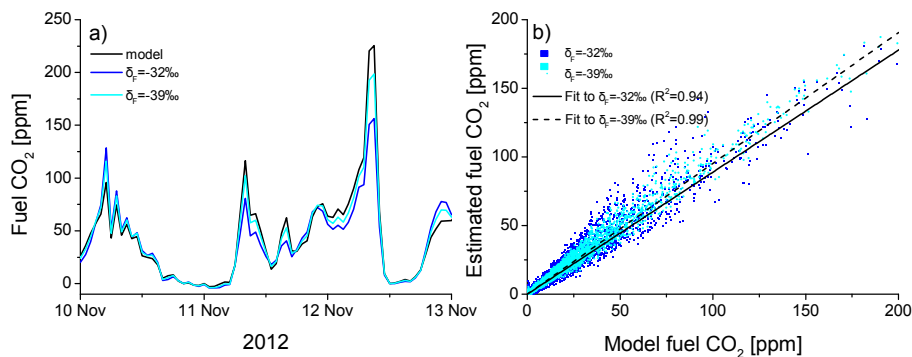 a)
model
δF=-32‰
δF=-39‰
Fuel CO2 [ppm]
250
200
150
100
50
0
10 Nov
11 Nov
12 Nov
13 Nov
2012
b)
δF=-32‰
δF=-39‰
Fit to δF=-32‰ (R²=0.94)
Fit to δF=-39‰ (R²=0.99)
Estimated fuel CO2 [ppm]
200
150
100
50
0
0
50
100
150
200
Model fuel CO2 [ppm]